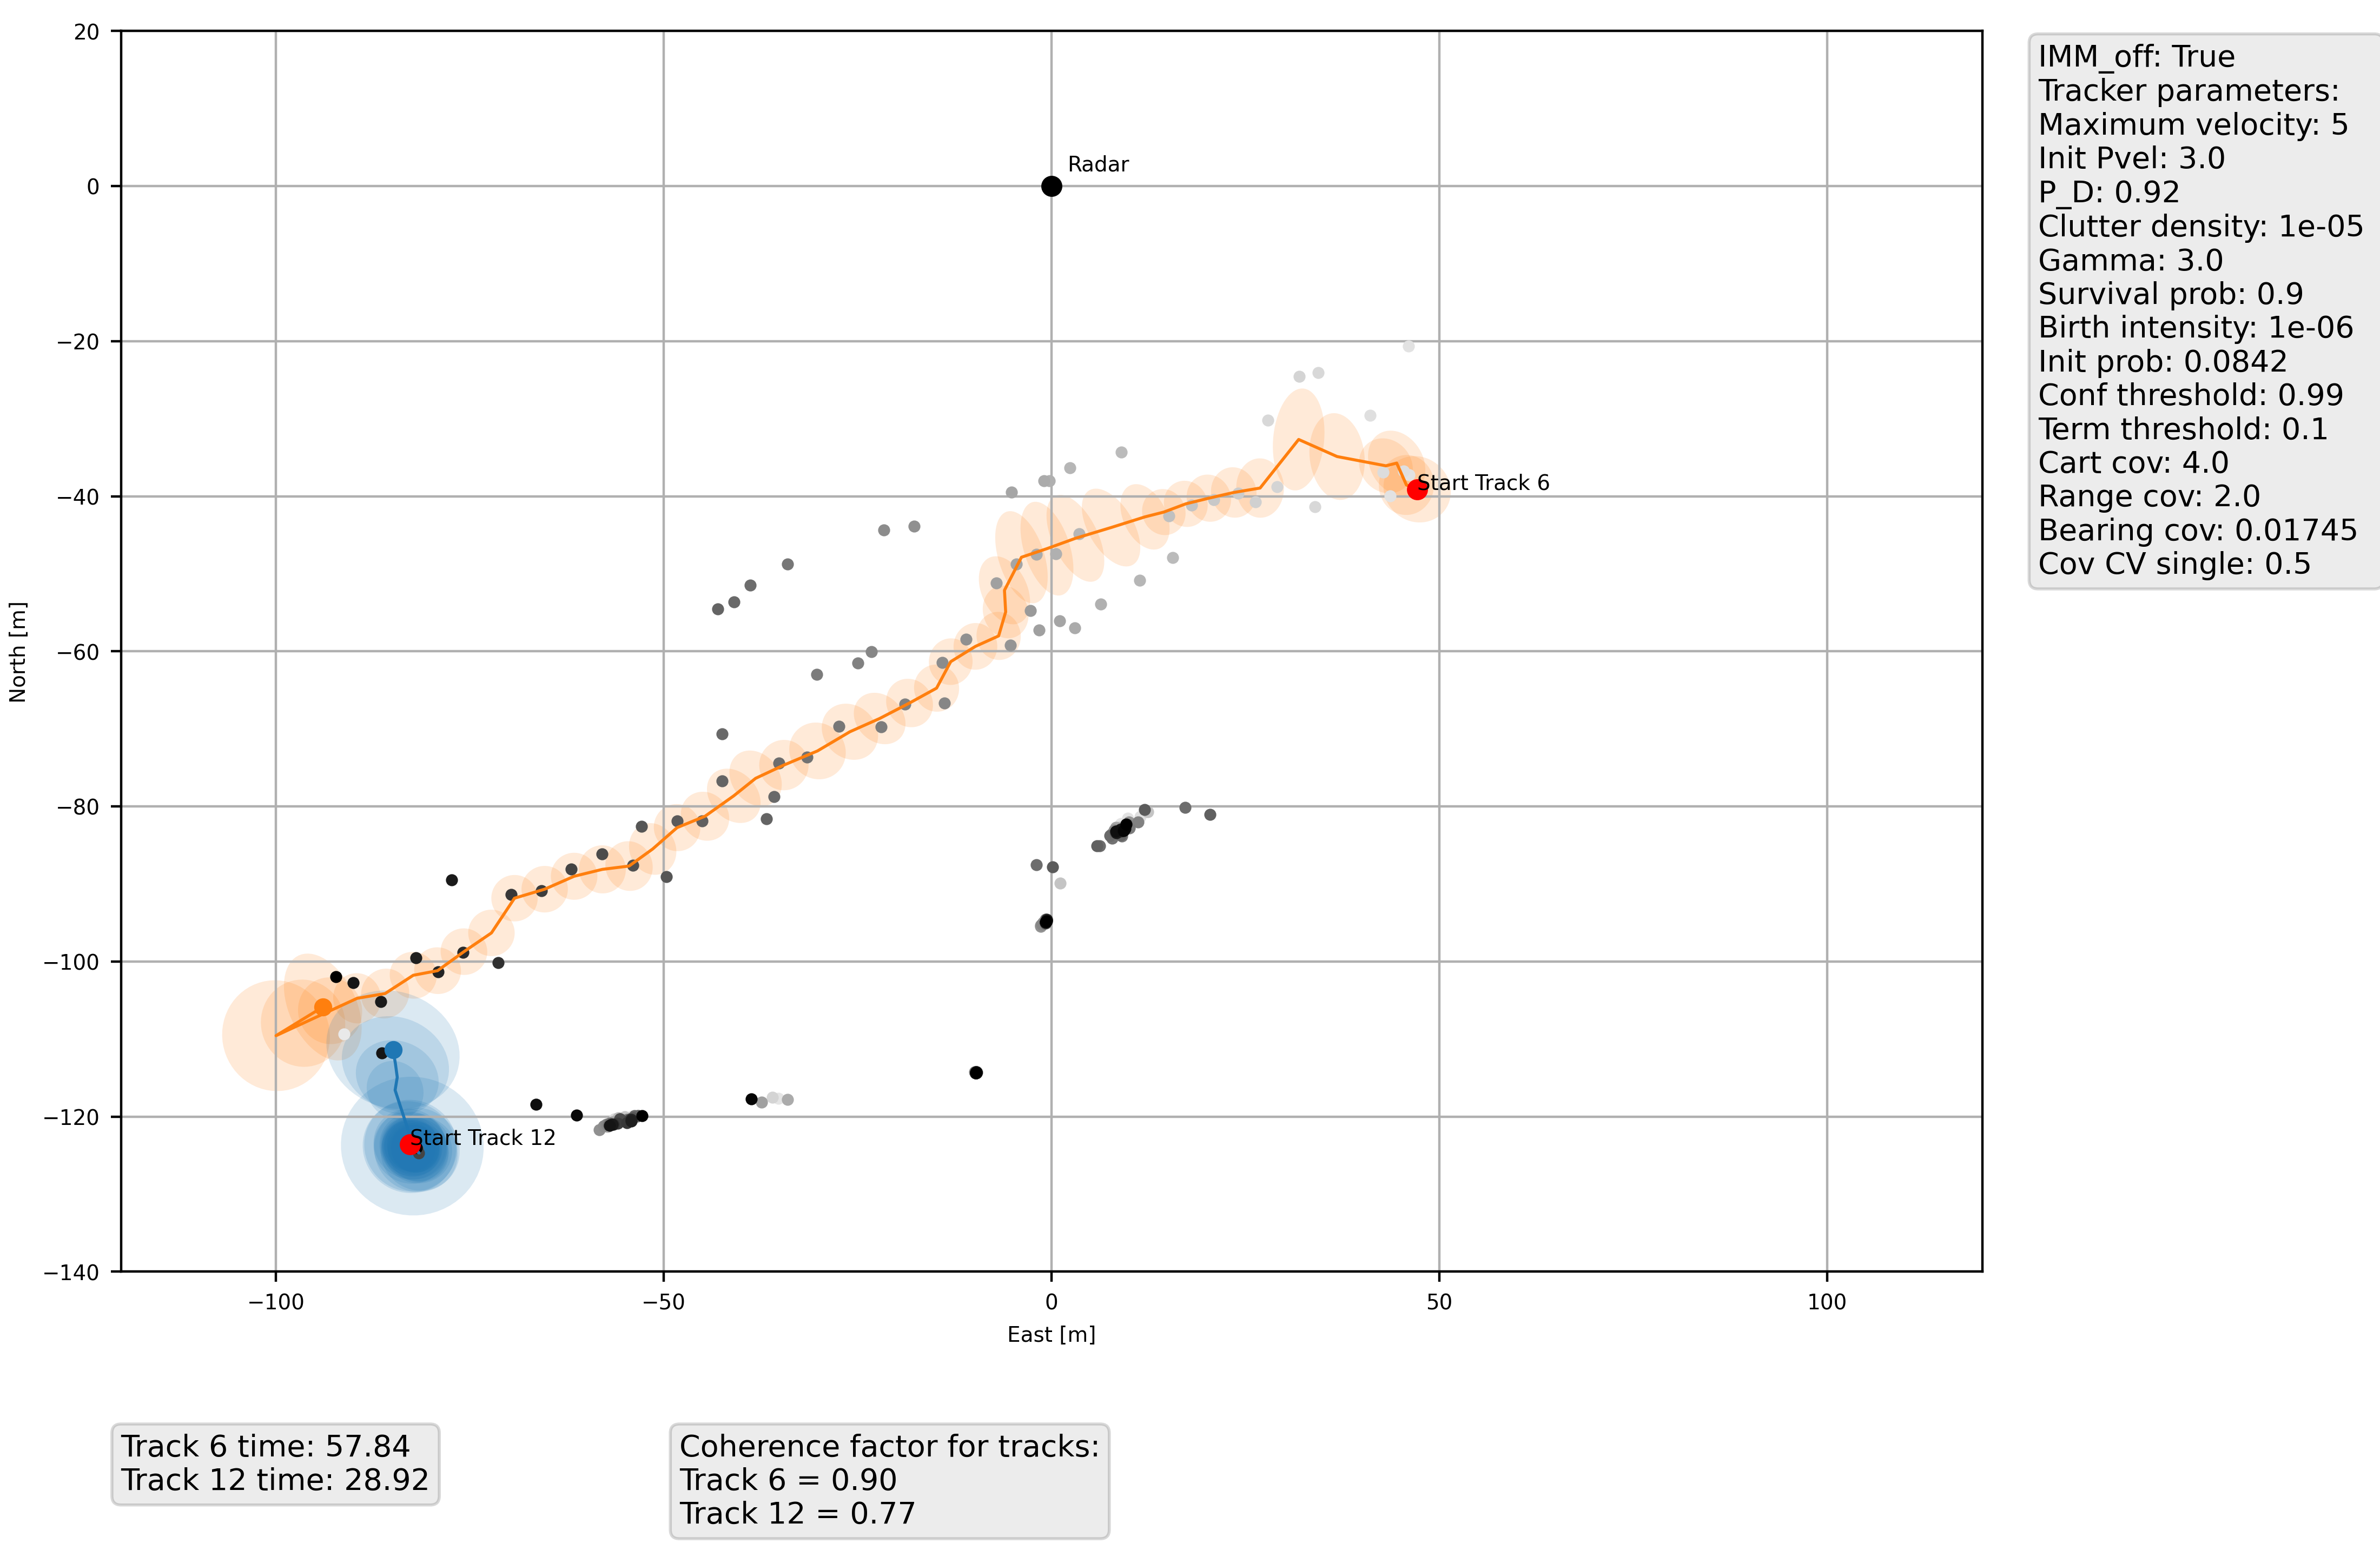 20
0
−20
−40
−60
−80
−100
−120
−140
North [m]
Radar
Start Track 6
Start Track 12
−100
−50
0
50
100
East [m]
IMM_off: True
Tracker parameters:
Maximum velocity: 5
Init Pvel: 3.0
P_D: 0.92
Clutter density: 1e-05
Gamma: 3.0
Survival prob: 0.9
Birth intensity: 1e-06
Init prob: 0.0842
Conf threshold: 0.99
Term threshold: 0.1
Cart cov: 4.0
Range cov: 2.0
Bearing cov: 0.01745
Cov CV single: 0.5
Track 6 time: 57.84
Track 12 time: 28.92
Coherence factor for tracks:
Track 6 = 0.90
Track 12 = 0.77